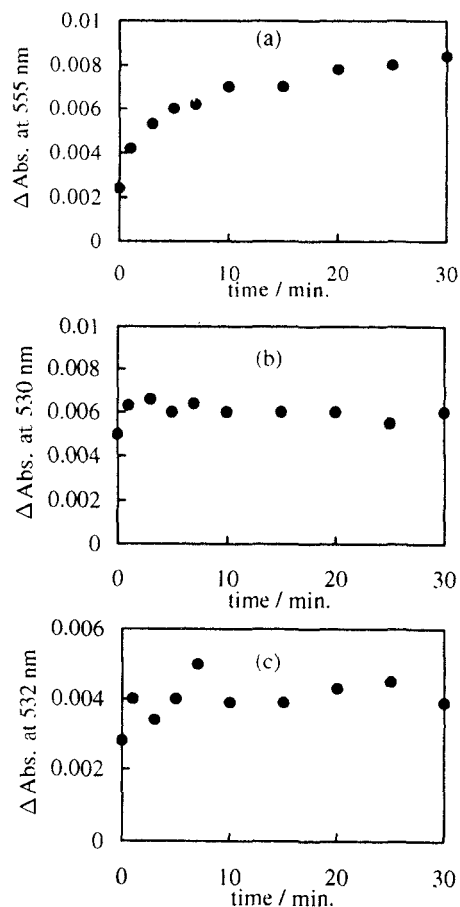 (a)
Δ Abs. at 555 nm
0.01
0.008
0.006
0.004
0.002
0
0 10 20 30
time / min.
(b)
Δ Abs. at 530 nm
0.01
0.008
0.006
0.004
0.002
0
0 10 20 30
time / min.
(c)
Δ Abs. at 532 nm
0.006
0.004
0.002
0
0 10 20 30
time / min.